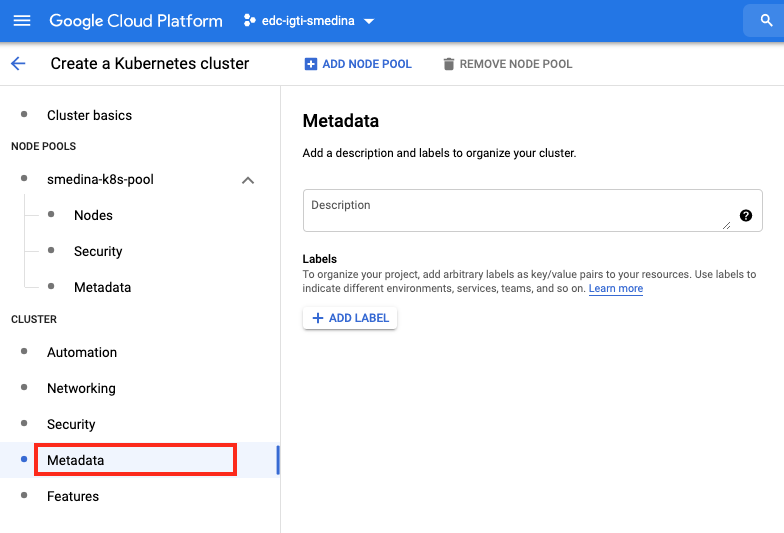 Google Cloud Platform
edc-igti-smedina
Create a Kubernetes cluster
ADD NODE POOL
REMOVE NODE POOL
Cluster basics
NODE POOLS
smedina-k8s-pool
Nodes
Security
Metadata
CLUSTER
Automation
Networking
Security
Metadata
Features
Metadata
Add a description and labels to organize your cluster.
Description
Labels
To organize your project, add arbitrary labels as key/value pairs to your resources. Use labels to
indicate different environments, services, teams, and so on. Learn more
ADD LABEL